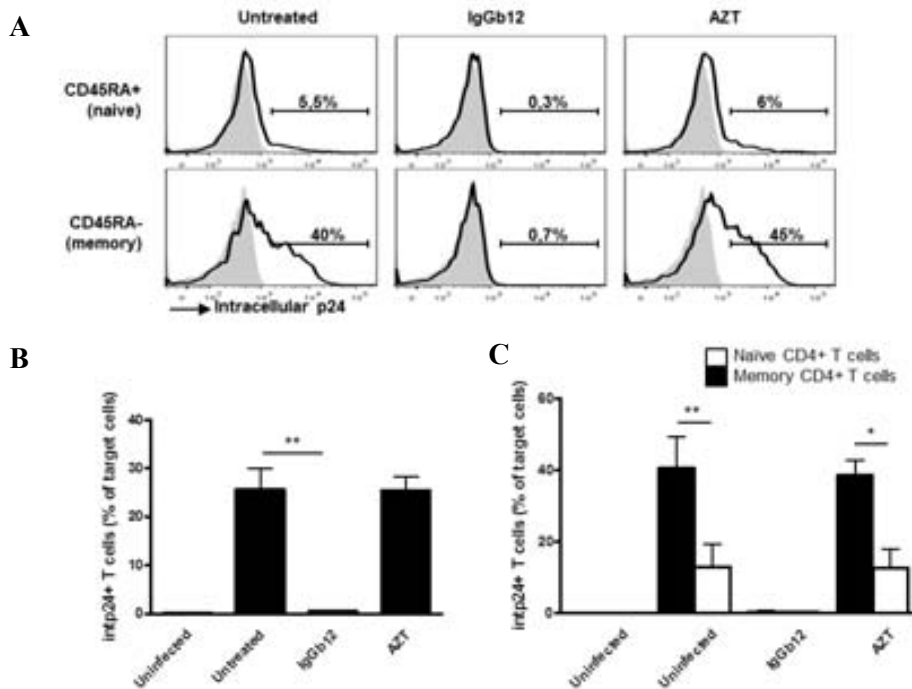 A
Untreated
IgGb12
AZT
CD45RA+
(naïve)
5,5%
0,3%
6%
CD45RA-
(memory)
40%
0,7%
45%
Intracellular p24
B
intp24+ T cells (% of target cells)
40
30
20
10
0
Uninfected
Untreated
IgGb12
AZT
**
C
Naïve CD4+ T cells
Memory CD4+ T cells
intp24+ T cells (% of target cells)
60
40
20
0
**
*
Uninfected
Uninfected
IgGb12
AZT